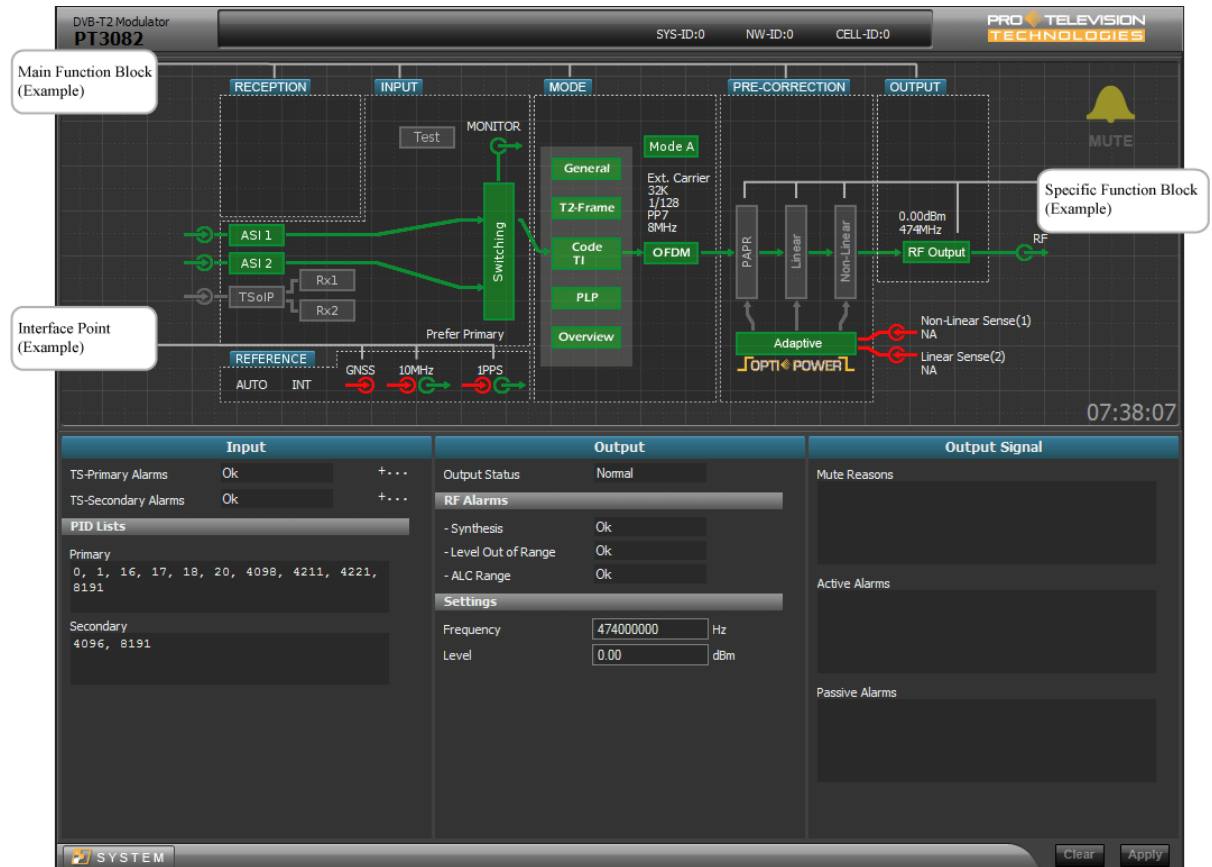 DVB-T2 Modulator
PT3082
SYS-ID:0 NW-ID:0 CELL-ID:0
PRO TELEVISION
TECHNOLOGIES
Main Function Block
(Example)
RECEPTION INPUT MODE PRE-CORRECTION OUTPUT
MUTE
Test
MONITOR
Mode A
General
Ext. Carrier
32K
1/128
PP7
8MHz
T2-Frame
Code
TI
PLP
Overview
OFDM
Specific Function Block
(Example)
0.00dBm
474MHz
RF Output
RF
ASI 1
ASI 2
TSoIP
Rx1
Rx2
Switching
PAPR
Linear
Non-Linear
Interface Point
(Example)
Prefer Primary
Adaptive
OPTI POWER
Non-Linear Sense(1)
NA
Linear Sense(2)
NA
REFERENCE
AUTO INT
GNSS 10MHz 1PPS
07:38:07
Input
TS-Primary Alarms Ok +...
TS-Secondary Alarms Ok +...
PID Lists
Primary
0, 1, 16, 17, 18, 20, 4098, 4211, 4221,
8191
Secondary
4096, 8191
Output
Output Status Normal
RF Alarms
- Synthesis Ok
- Level Out of Range Ok
- ALC Range Ok
Settings
Frequency 474000000 Hz
Level 0.00 dBm
Output Signal
Mute Reasons
Active Alarms
Passive Alarms
SYSTEM
Clear Apply